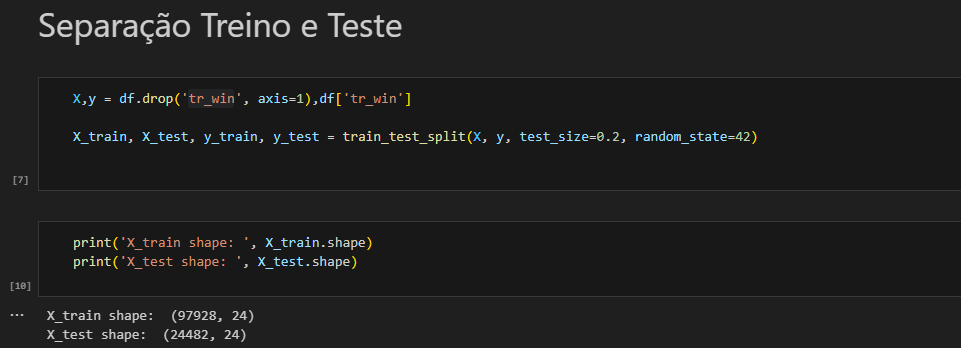 Separação Treino e Teste
X,y = df.drop('tr_win', axis=1),df['tr_win']
X_train, X_test, y_train, y_test = train_test_split(X, y, test_size=0.2, random_state=42)
[7]
print('X_train shape: ', X_train.shape)
print('X_test shape: ', X_test.shape)
[10]
... X_train shape:  (97928, 24)
X_test shape:  (24482, 24)